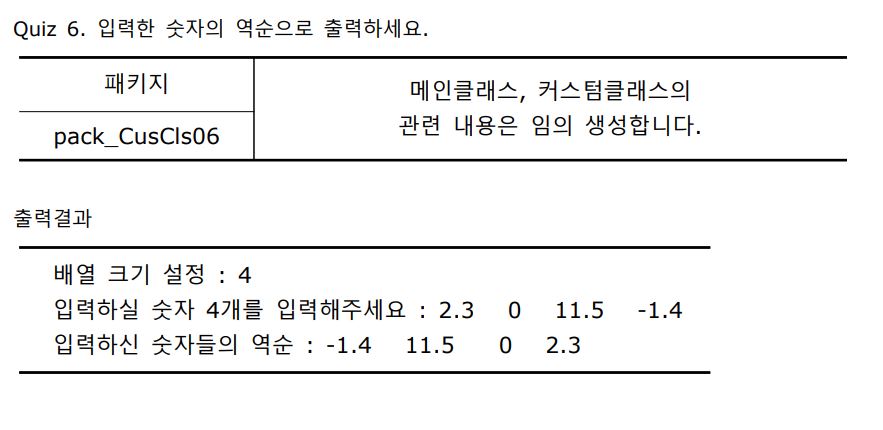 Quiz 6. 입력한 숫자의 역순으로 출력하세요.
패키지
pack_CusCls06
메인클래스, 커스텀클래스의
관련 내용은 임의 생성합니다.
출력결과
배열 크기 설정 : 4
입력하실 숫자 4개를 입력해주세요 : 2.3 0 11.5 -1.4
입력하신 숫자들의 역순 : -1.4 11.5 0 2.3